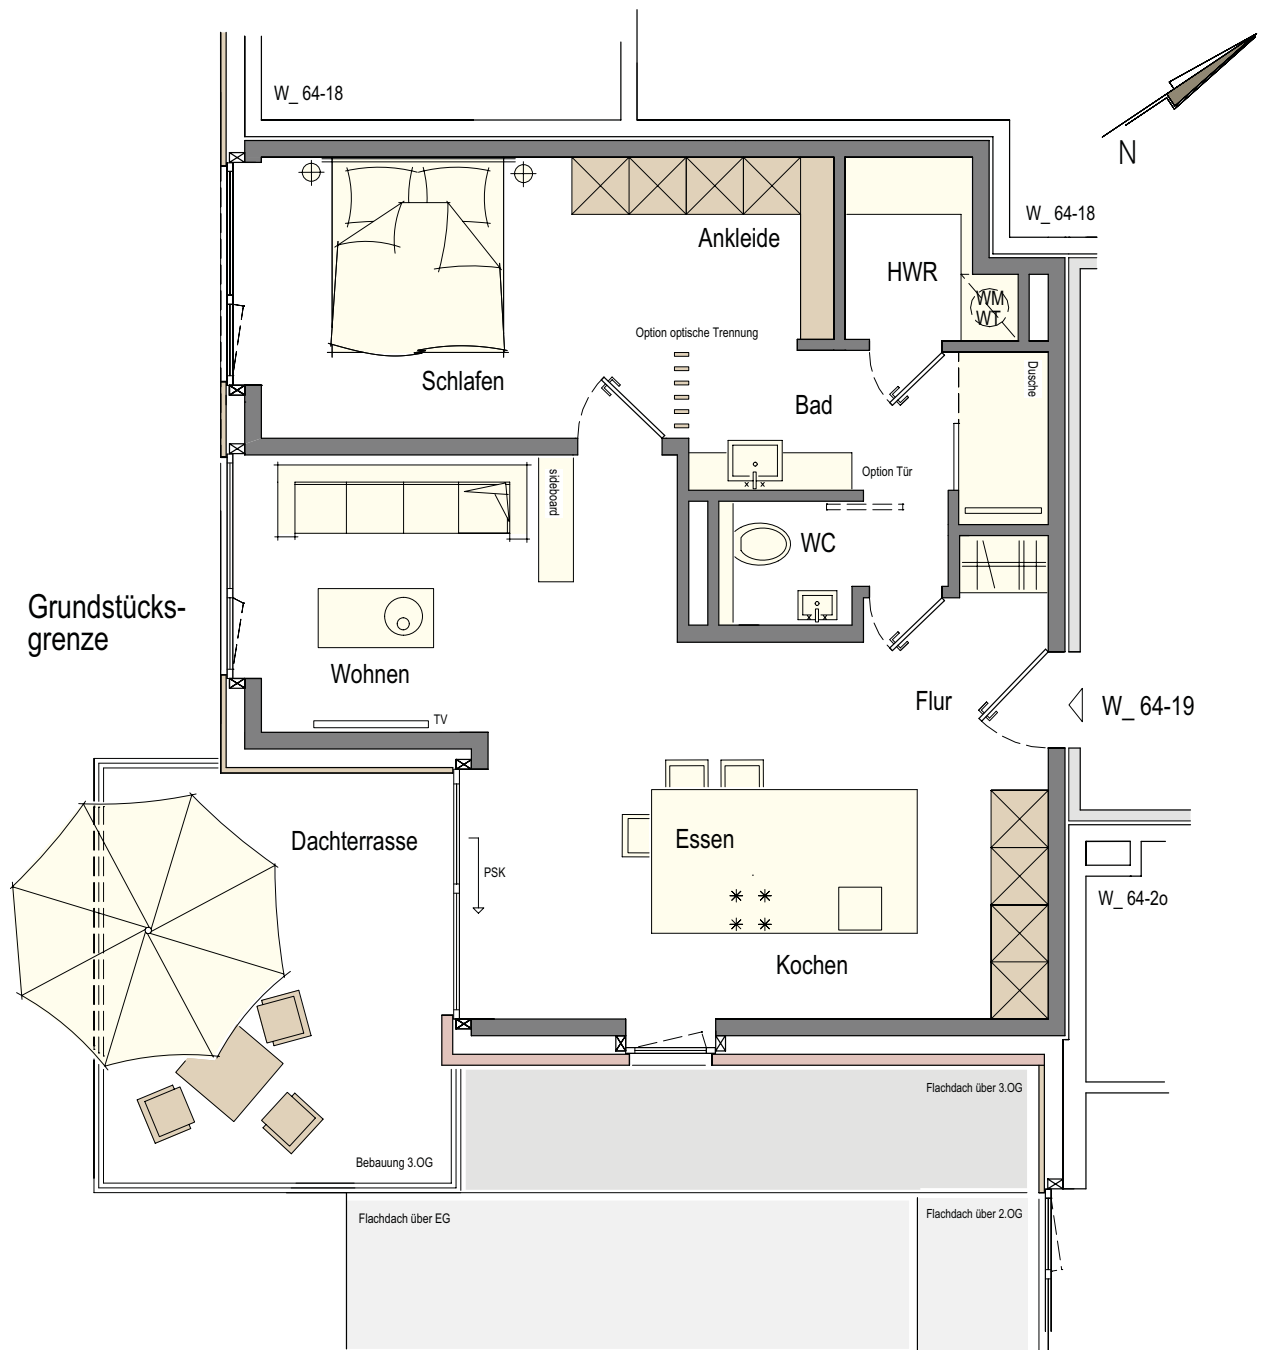 W_ 64-18
N
W_ 64-18
Ankleide
HWR
WM
WT
Option optische Trennung
Schlafen
Dusche
Bad
Option Tür
sideboard
WC
Grundstücks-
grenze
Wohnen
Flur
W_ 64-19
TV
Dachterrasse
Essen
PSK
W_ 64-2o
Kochen
Flachdach über 3.OG
Bebauung 3.OG
Flachdach über EG
Flachdach über 2.OG